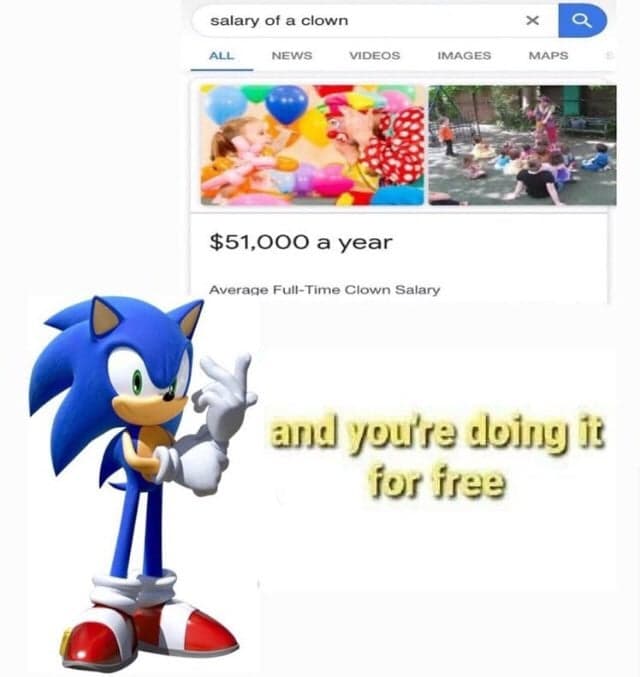 salary of a clown
ALL NEWS VIDEOS IMAGES MAPS
$51,000 a year
Average Full-Time Clown Salary
and you're doing it
for free